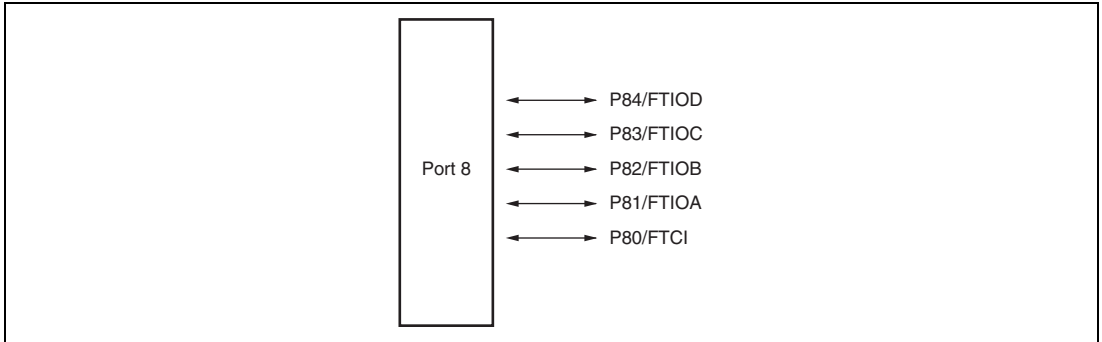 P84/FTIOD
P83/FTIOC
Port 8
P82/FTIOB
P81/FTIOA
P80/FTCI